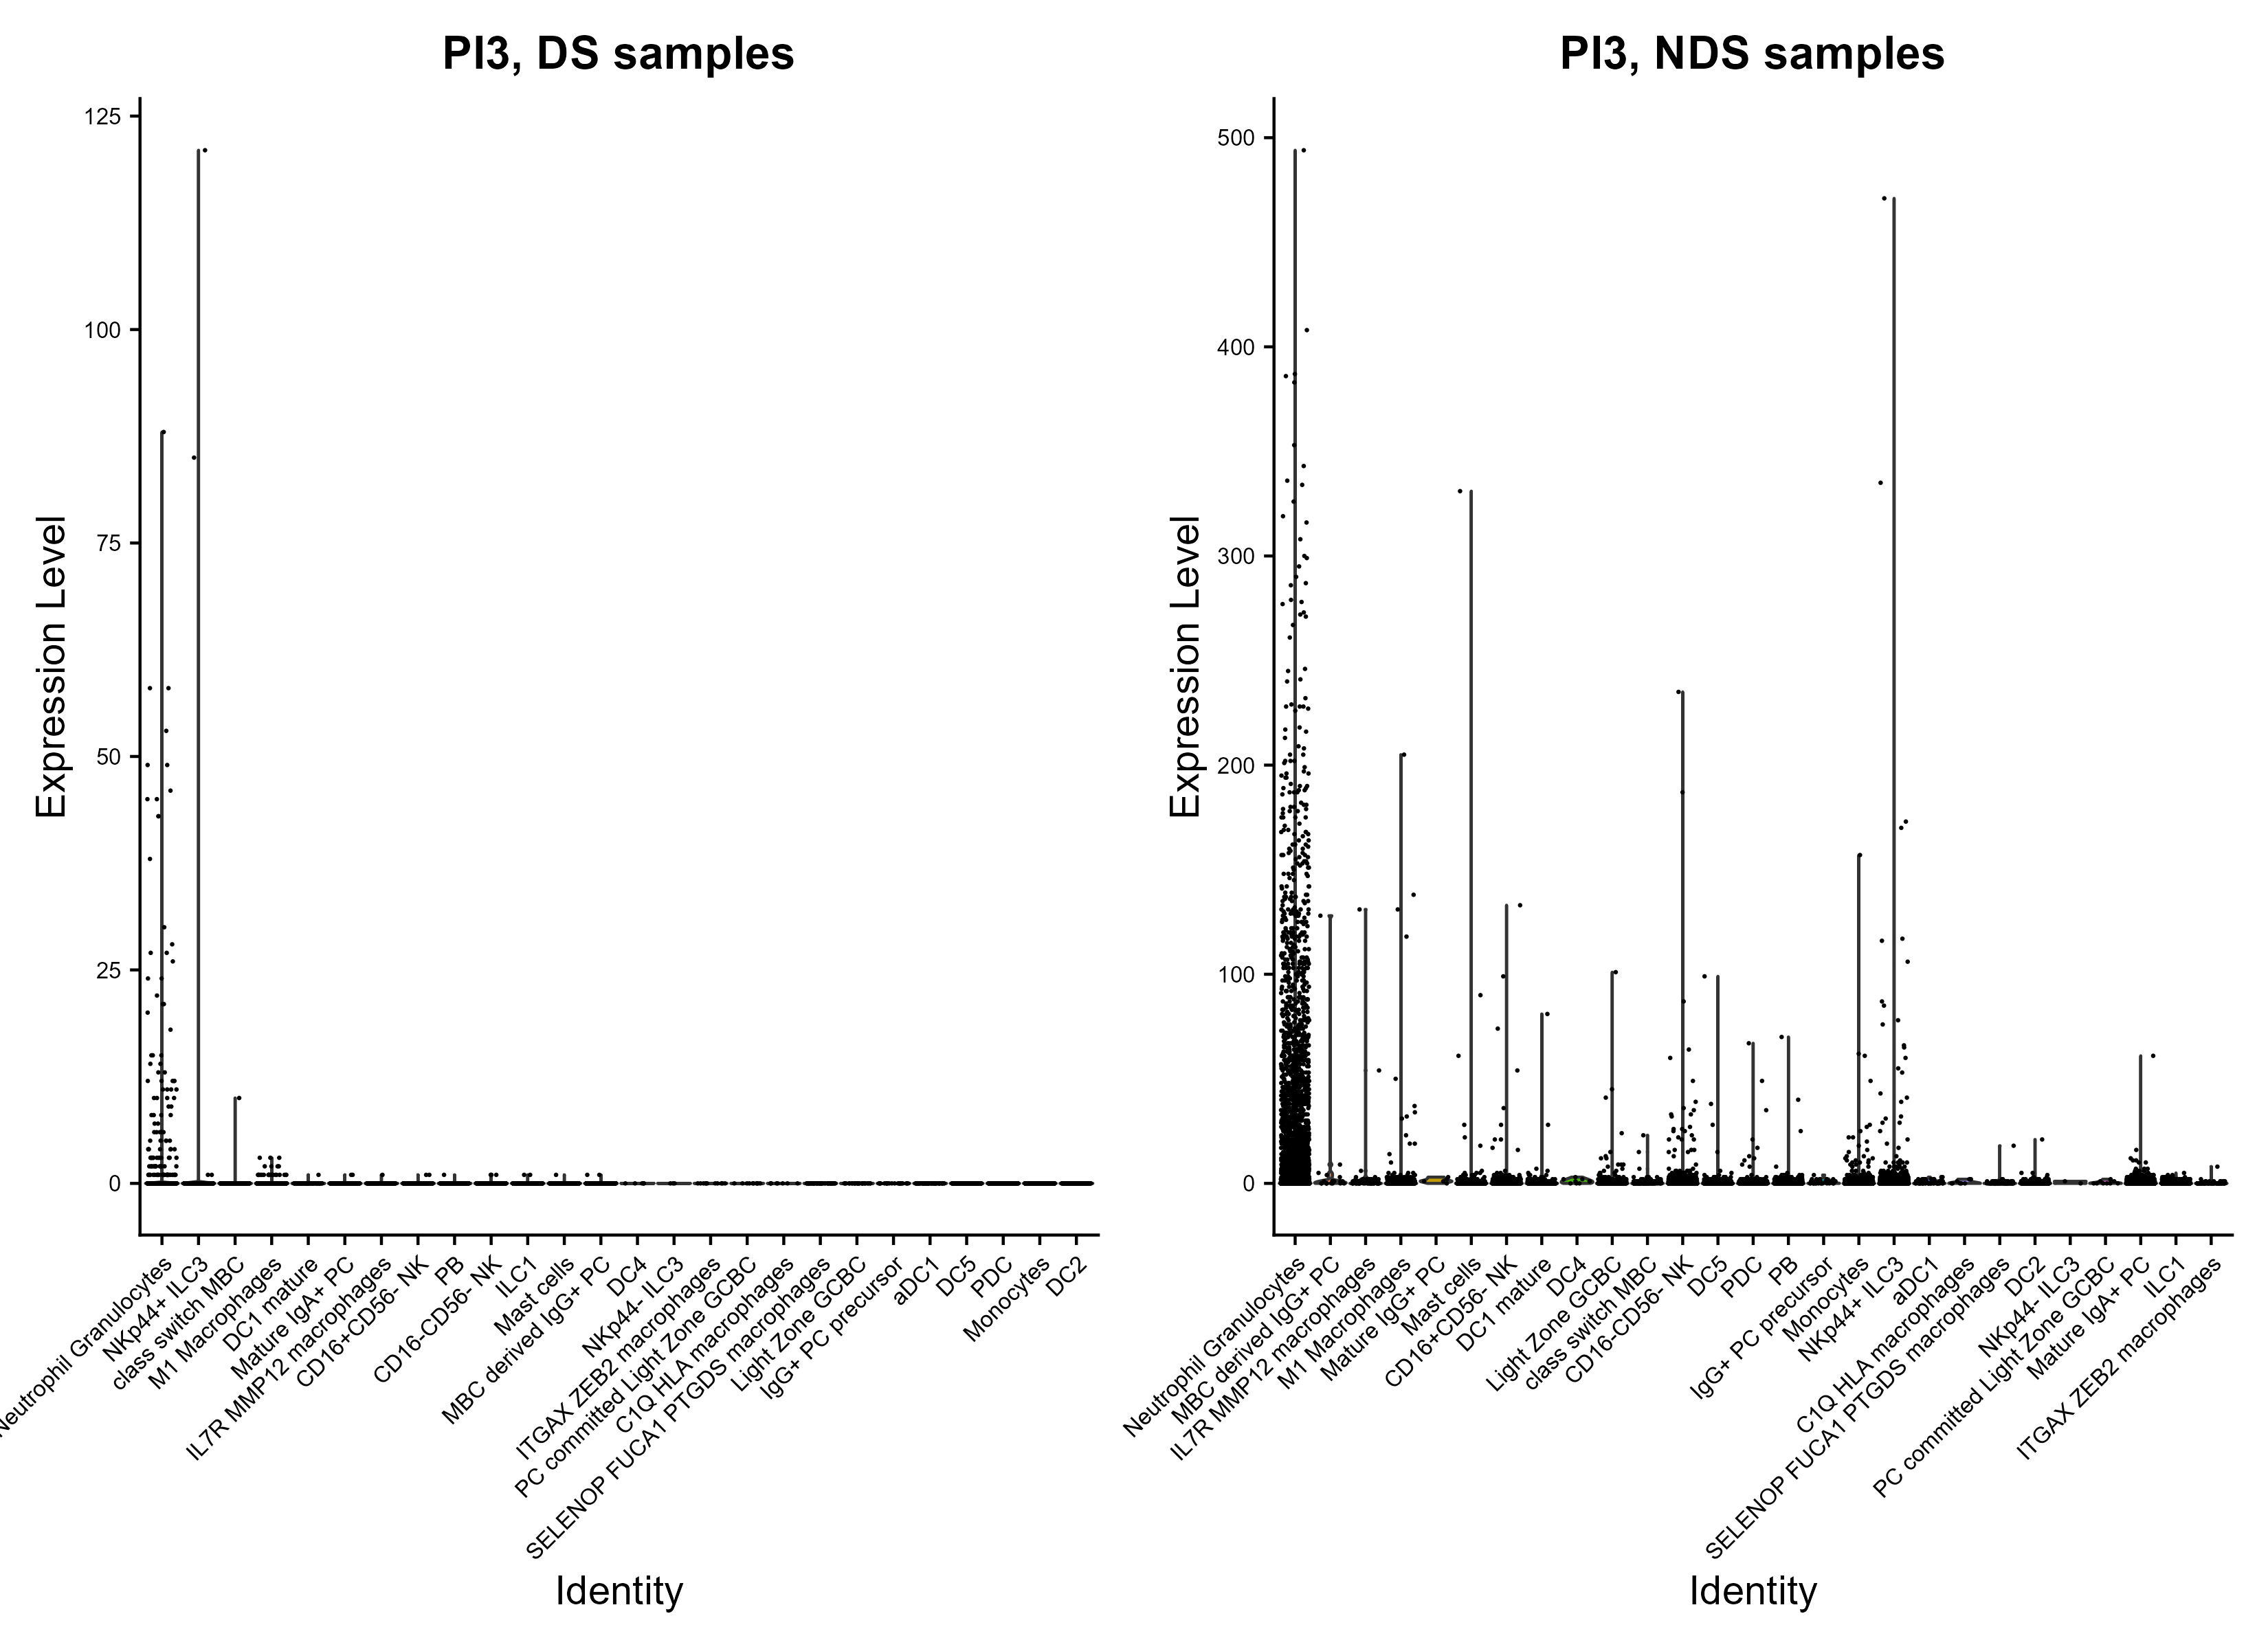 PI3, DS samples
Expression Level
125
100
75
50
25
0
Neutrophil Granulocytes
NKp44+ ILC3
class switch MBC
M1 Macrophages
DC1 mature
Mature IgA+ PC
IL7R MMP12 macrophages
CD16+CD56- NK
PB
CD16-CD56- NK
ILC1
Mast cells
MBC derived IgG+ PC
DC4
NKp44- ILC3
ITGAX ZEB2 macrophages
PC committed Light Zone GCBC
C1Q HLA macrophages
SELENOP FUCA1 PTGDS macrophages
Light Zone GCBC
IgG+ PC precursor
aDC1
DC5
PDC
Monocytes
DC2
Identity
PI3, NDS samples
Expression Level
500
400
300
200
100
0
Neutrophil Granulocytes
MBC derived IgG+ PC
IL7R MMP12 macrophages
M1 Macrophages
Mature IgG+ PC
Mast cells
CD16+CD56- NK
DC1 mature
DC4
Light Zone GCBC
class switch MBC
CD16-CD56- NK
DC5
PDC
PB
IgG+ PC precursor
Monocytes
NKp44+ ILC3
aDC1
C1Q HLA macrophages
SELENOP FUCA1 PTGDS macrophages
DC2
NKp44- ILC3
PC committed Light Zone GCBC
Mature IgA+ PC
ILC1
ITGAX ZEB2 macrophages
Identity